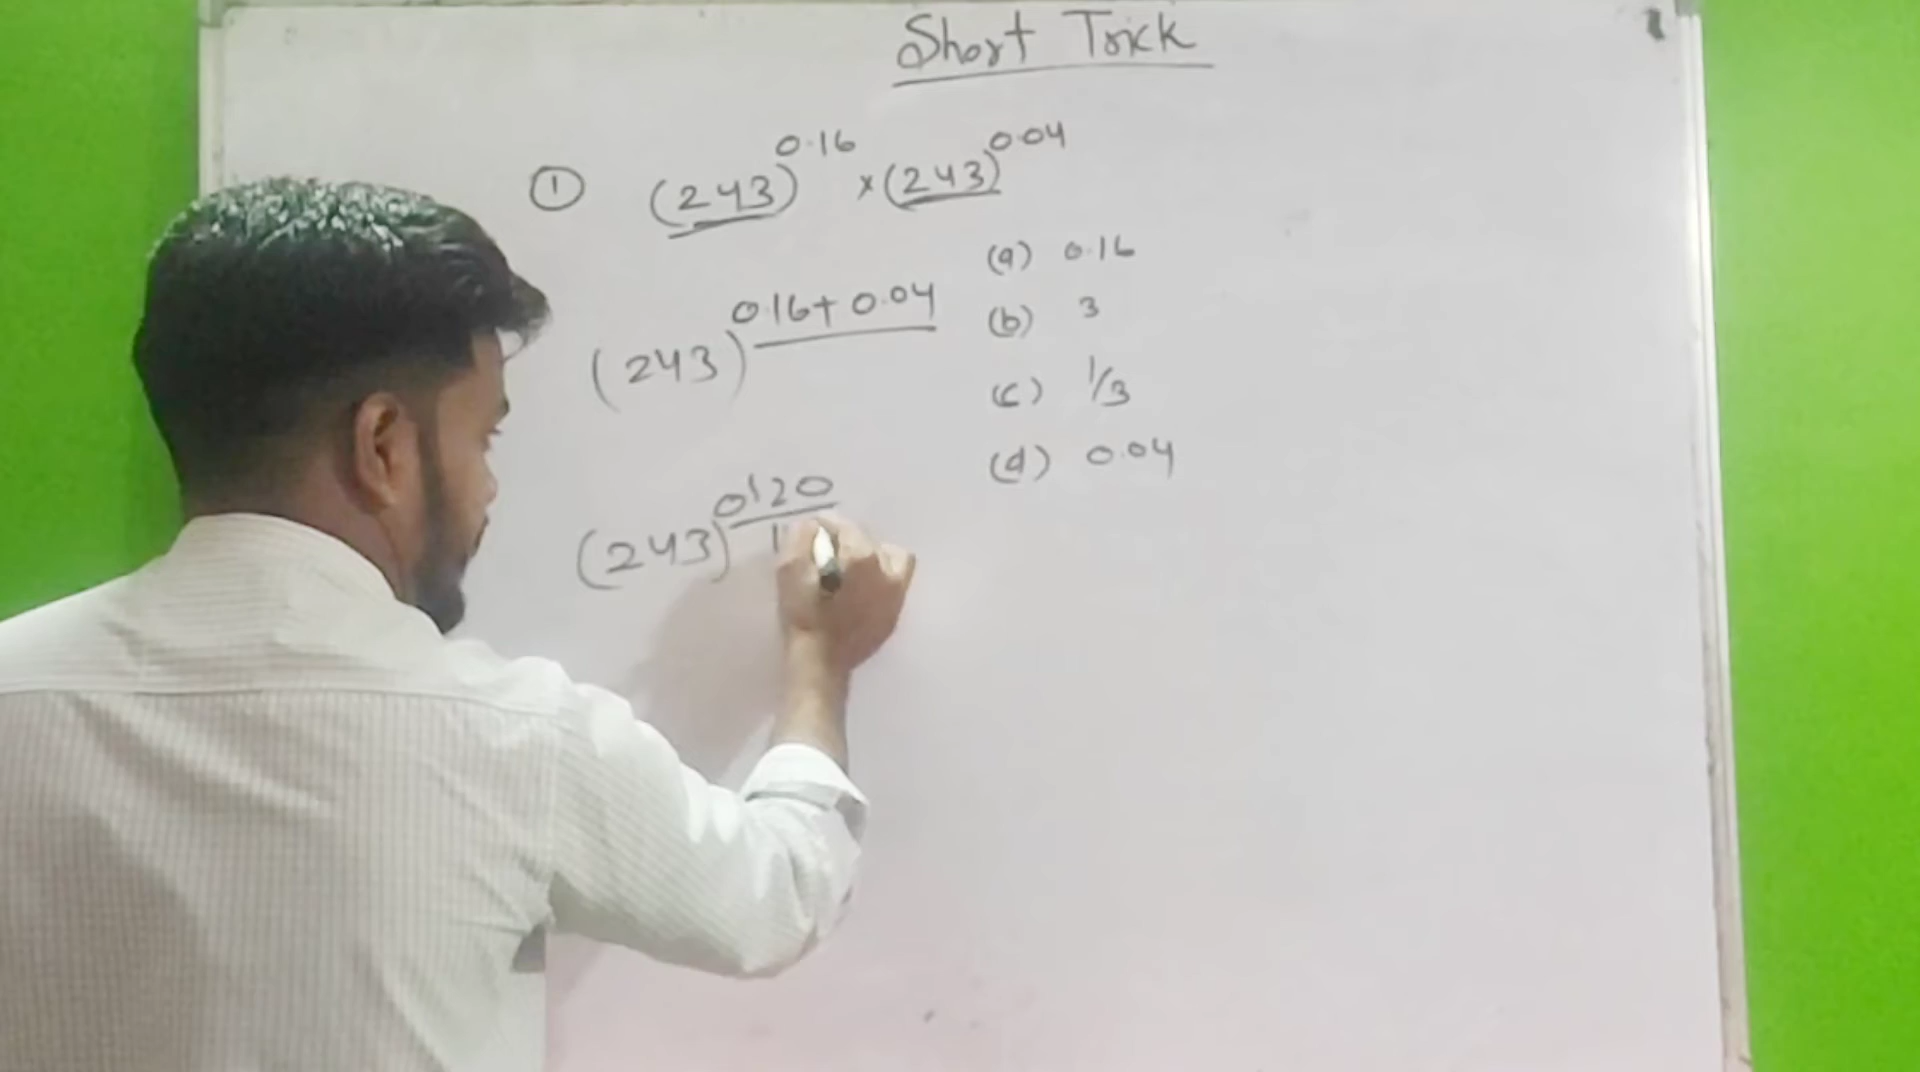 Short Trick
① (243)^0.16 × (243)^0.04
(a) 0.16
(243)^0.16+0.04
(b) 3
(c) 1/3
(d) 0.04
(243)^0.20/1